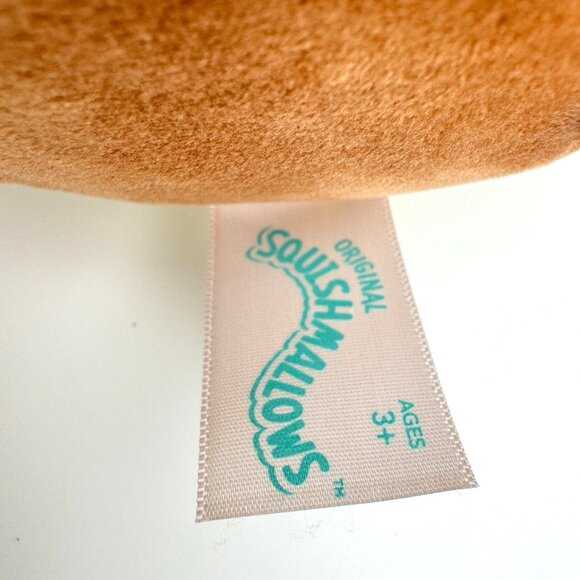 ORIGINAL
SQUISHMALLOWS™
AGES
3+